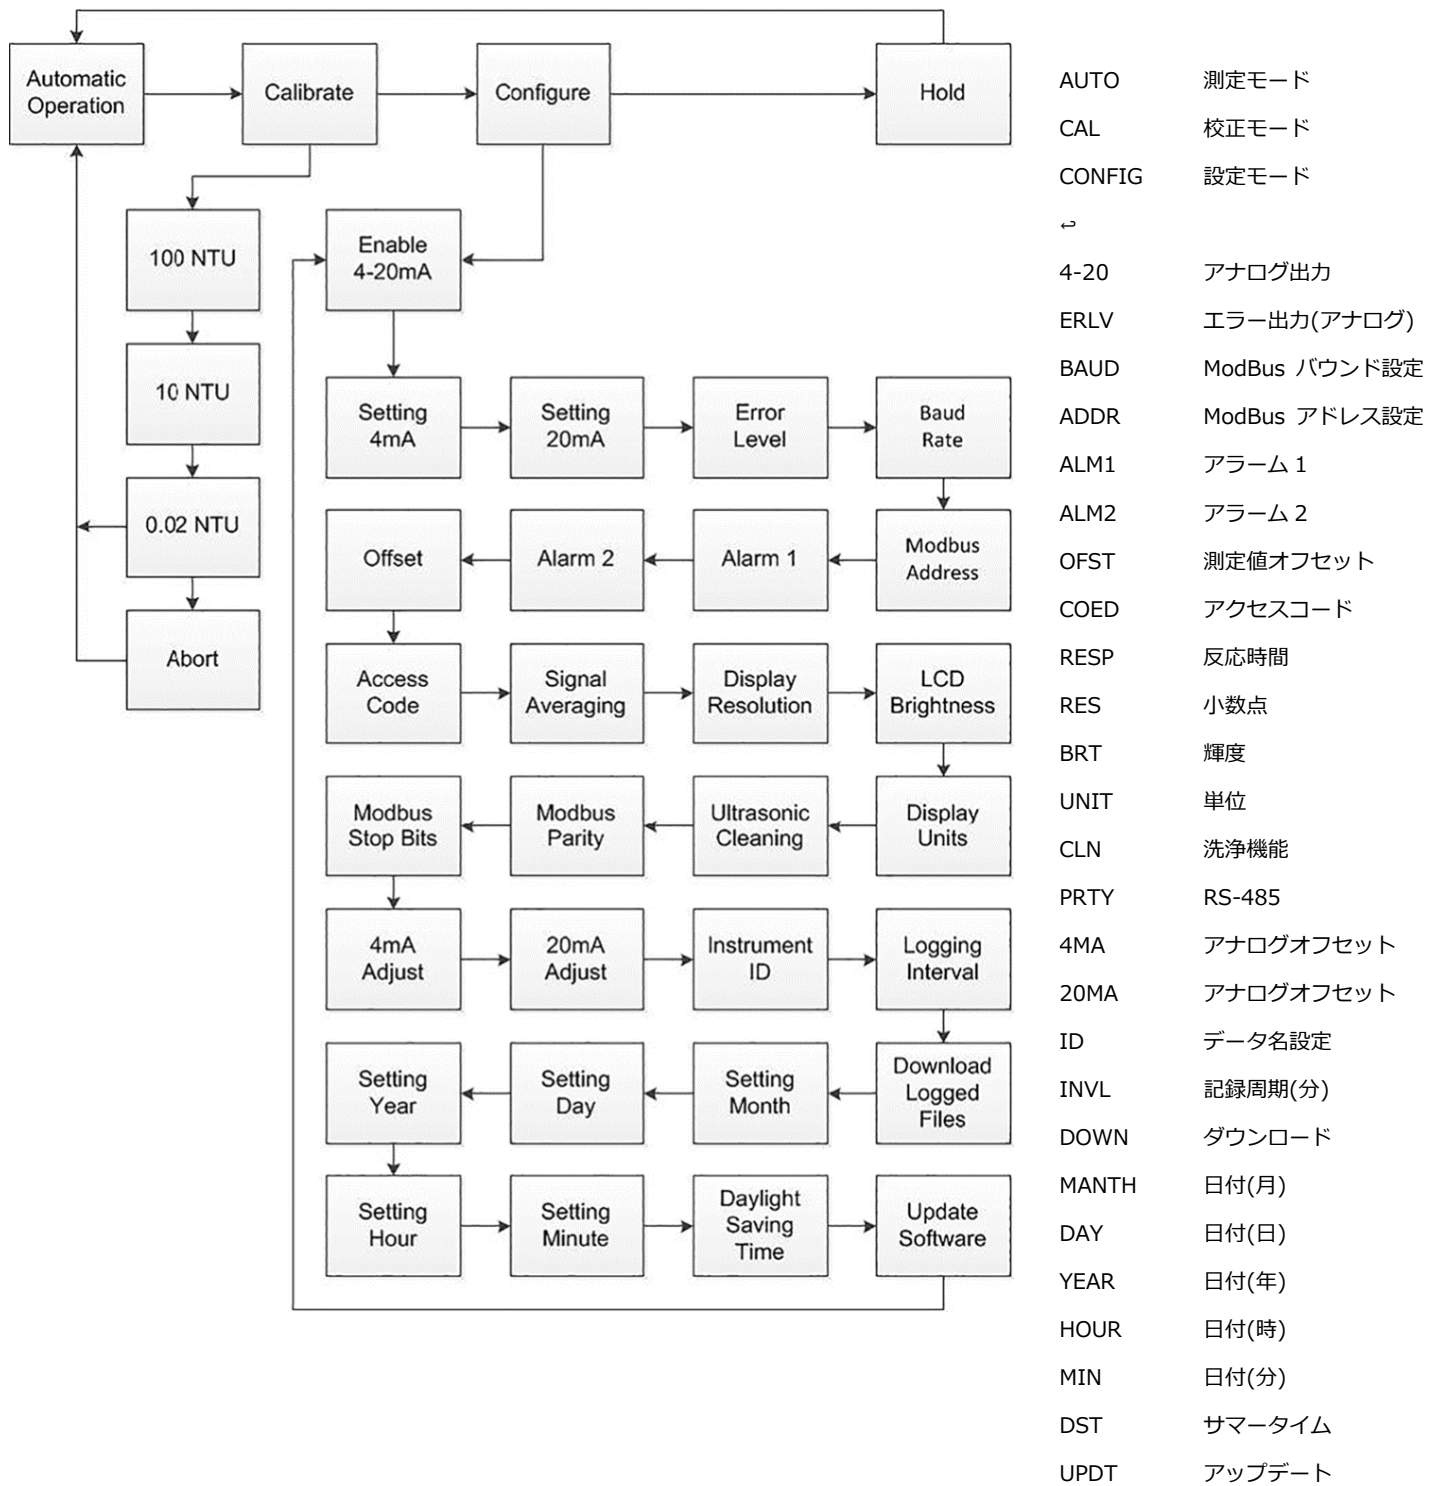 Automatic
Operation
Calibrate
Configure
Hold
100 NTU
10 NTU
0.02 NTU
Abort
Enable
4-20mA
Setting
4mA
Setting
20mA
Error
Level
Baud
Rate
Offset
Alarm 2
Alarm 1
Modbus
Address
Access
Code
Signal
Averaging
Display
Resolution
LCD
Brightness
Modbus
Stop Bits
Modbus
Parity
Ultrasonic
Cleaning
Display
Units
4mA
Adjust
20mA
Adjust
Instrument
ID
Logging
Interval
Setting
Year
Setting
Day
Setting
Month
Download
Logged
Files
Setting
Hour
Setting
Minute
Daylight
Saving
Time
Update
Software
AUTO 測定モード
CAL 校正モード
CONFIG 設定モード
↩
4-20 アナログ出力
ERLV エラー出力(アナログ)
BAUD ModBus バウンド設定
ADDR ModBus アドレス設定
ALM1 アラーム 1
ALM2 アラーム 2
OFST 測定値オフセット
COED アクセスコード
RESP 反応時間
RES 小数点
BRT 輝度
UNIT 単位
CLN 洗浄機能
PRTY RS-485
4MA アナログオフセット
20MA アナログオフセット
ID データ名設定
INVL 記録周期(分)
DOWN ダウンロード
MANTH 日付(月)
DAY 日付(日)
YEAR 日付(年)
HOUR 日付(時)
MIN 日付(分)
DST サマータイム
UPDT アップデート